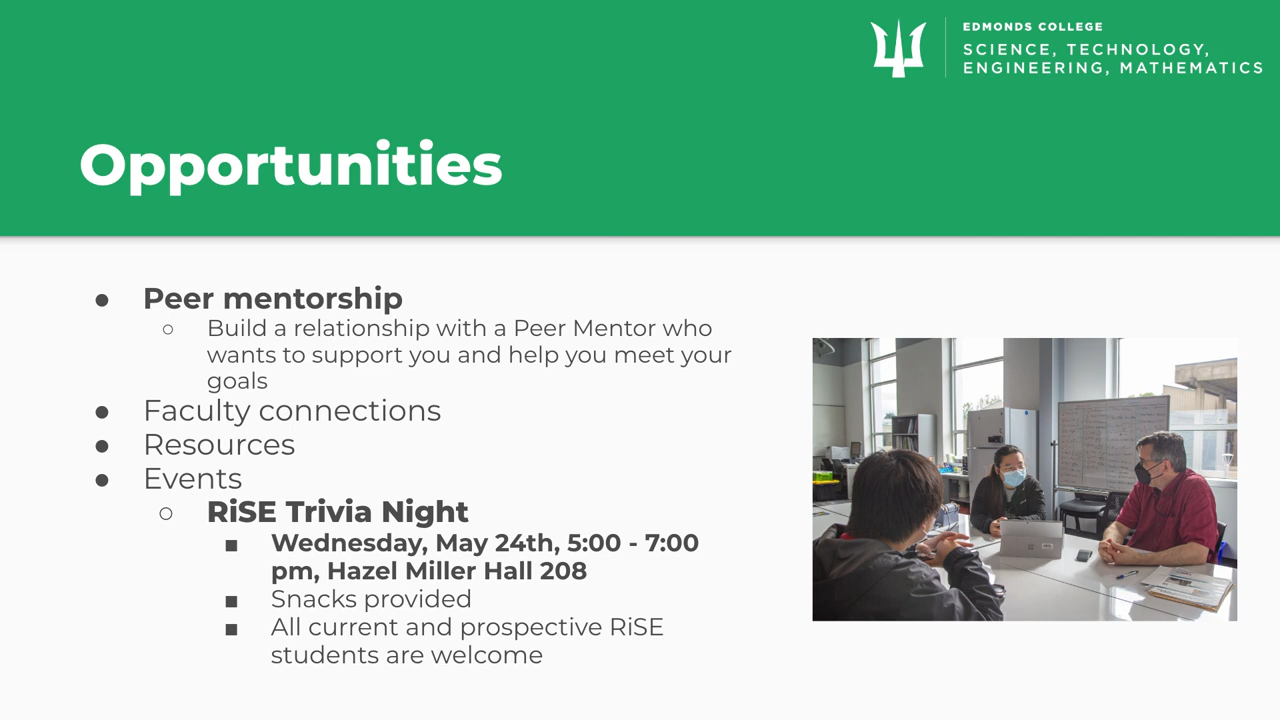 EDMONDS COLLEGE
SCIENCE, TECHNOLOGY,
ENGINEERING, MATHEMATICS
Opportunities
● Peer mentorship
○ Build a relationship with a Peer Mentor who
wants to support you and help you meet your
goals
● Faculty connections
● Resources
● Events
○ RiSE Trivia Night
■ Wednesday, May 24th, 5:00 - 7:00
pm, Hazel Miller Hall 208
■ Snacks provided
■ All current and prospective RiSE
students are welcome